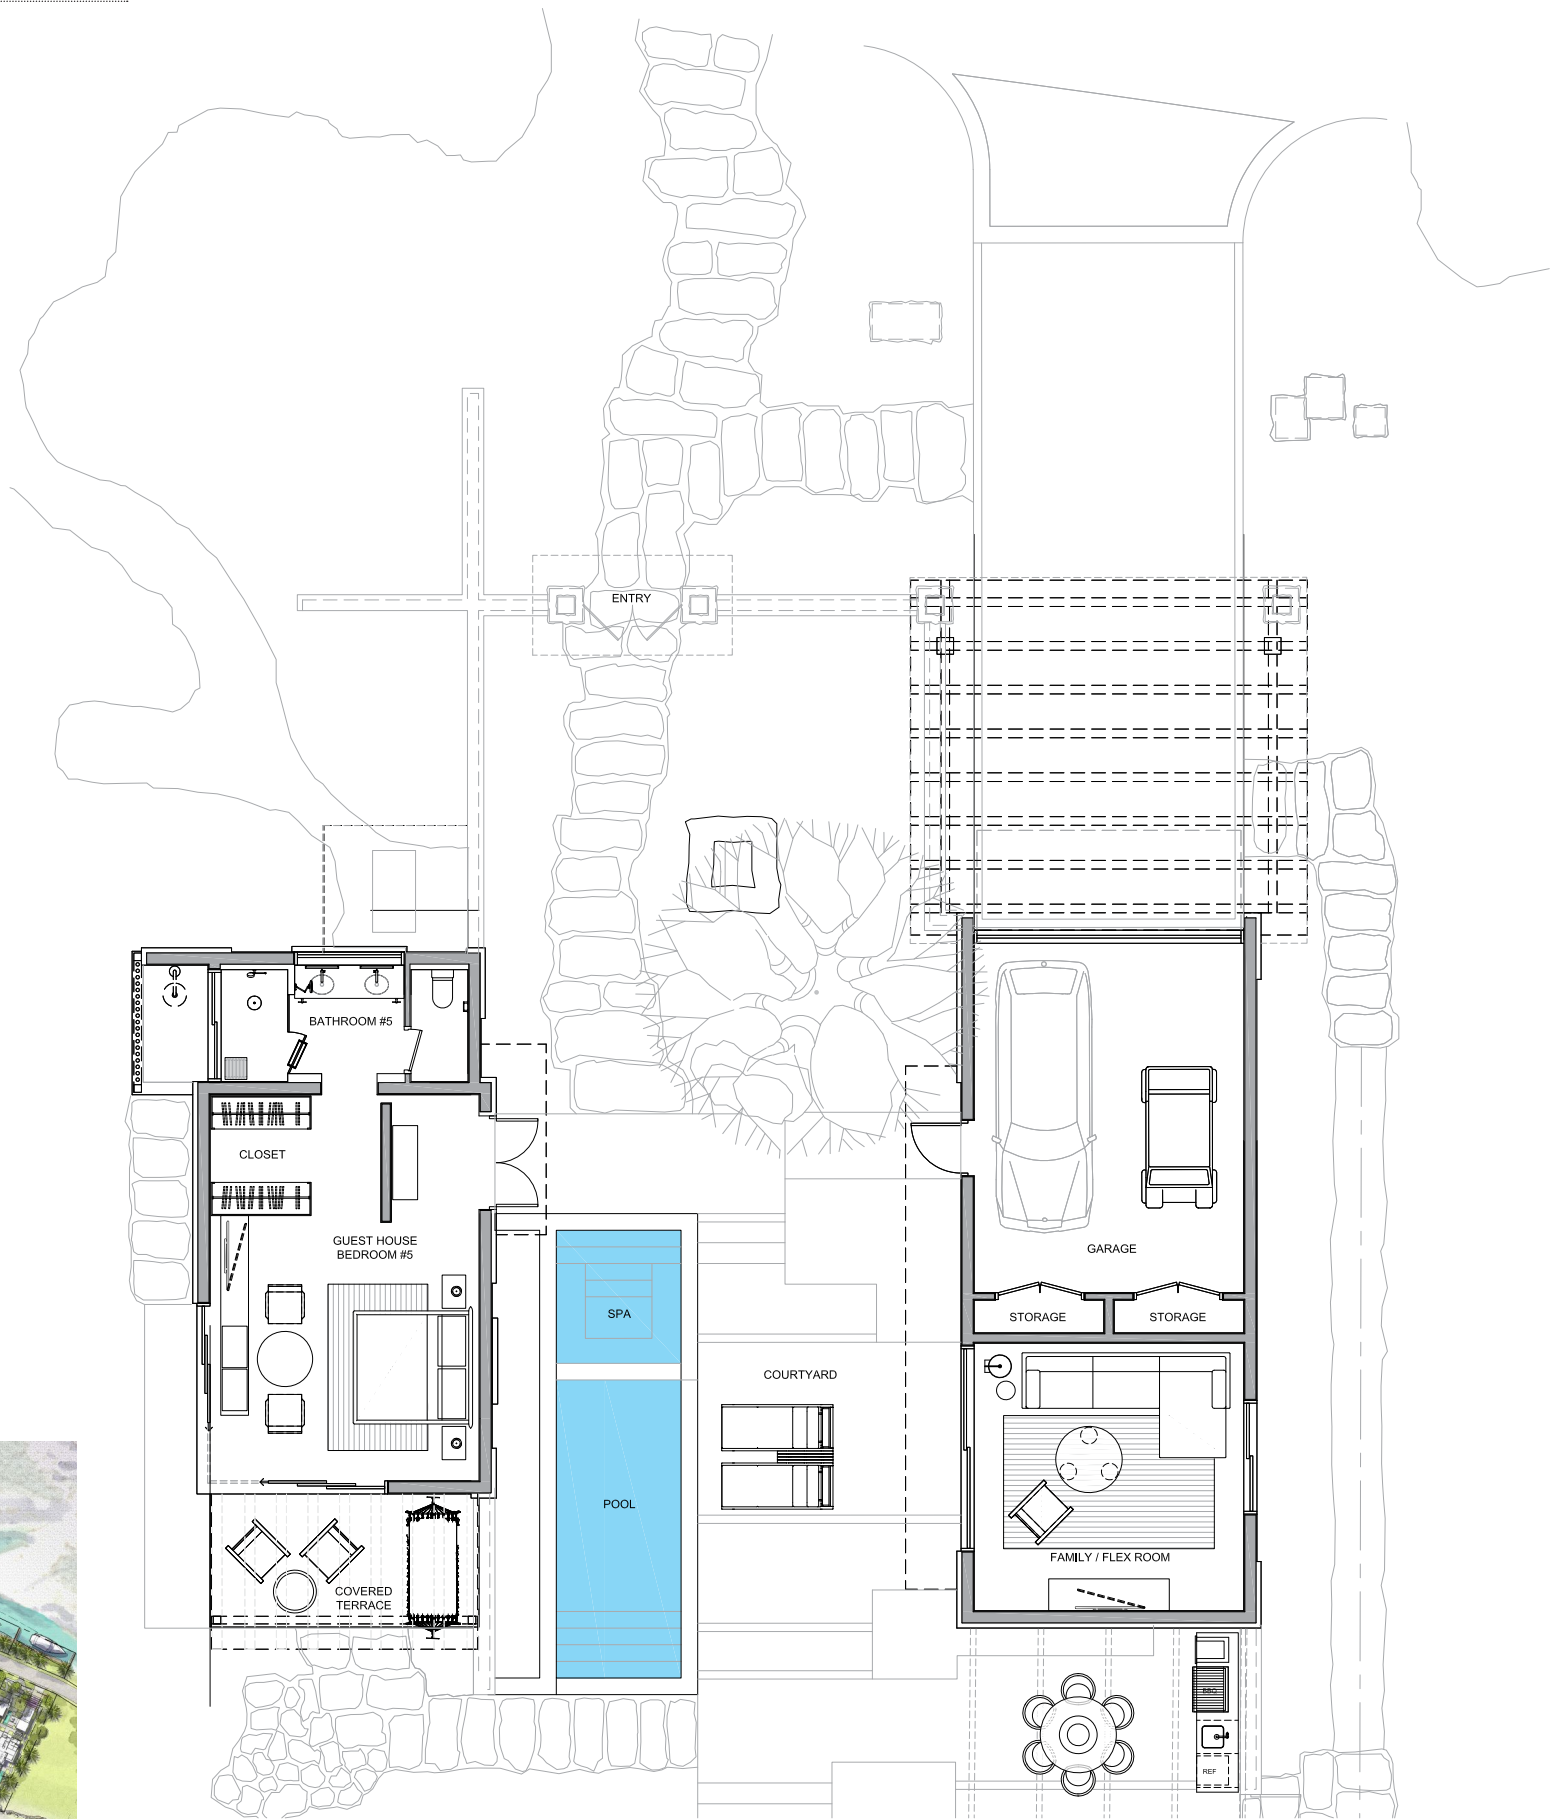 ENTRY
BATHROOM #5
CLOSET
GUEST HOUSE
BEDROOM #5
GARAGE
SPA
STORAGE
STORAGE
COURTYARD
POOL
FAMILY / FLEX ROOM
COVERED
TERRACE
BBQ
REF